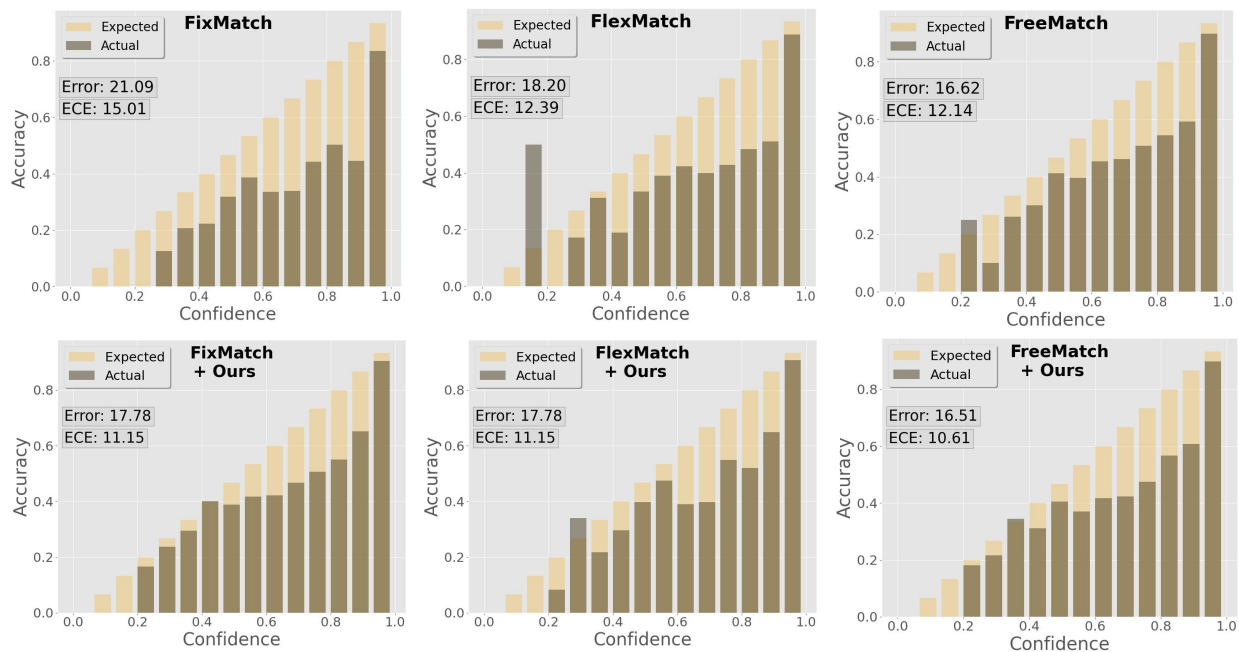 FixMatch
Expected
Actual
Error: 21.09
ECE: 15.01
Accuracy
0.8
0.6
0.4
0.2
0.0
0.0 0.2 0.4 0.6 0.8 1.0
Confidence
FlexMatch
Expected
Actual
Error: 18.20
ECE: 12.39
Accuracy
0.8
0.6
0.4
0.2
0.0
0.0 0.2 0.4 0.6 0.8 1.0
Confidence
FreeMatch
Expected
Actual
Error: 16.62
ECE: 12.14
Accuracy
0.8
0.6
0.4
0.2
0.0
0.0 0.2 0.4 0.6 0.8 1.0
Confidence
FixMatch
+ Ours
Expected
Actual
Error: 17.78
ECE: 11.15
Accuracy
0.8
0.6
0.4
0.2
0.0
0.0 0.2 0.4 0.6 0.8 1.0
Confidence
FlexMatch
+ Ours
Expected
Actual
Error: 17.78
ECE: 11.15
Accuracy
0.8
0.6
0.4
0.2
0.0
0.0 0.2 0.4 0.6 0.8 1.0
Confidence
FreeMatch
+ Ours
Expected
Actual
Error: 16.51
ECE: 10.61
Accuracy
0.8
0.6
0.4
0.2
0.0
0.0 0.2 0.4 0.6 0.8 1.0
Confidence